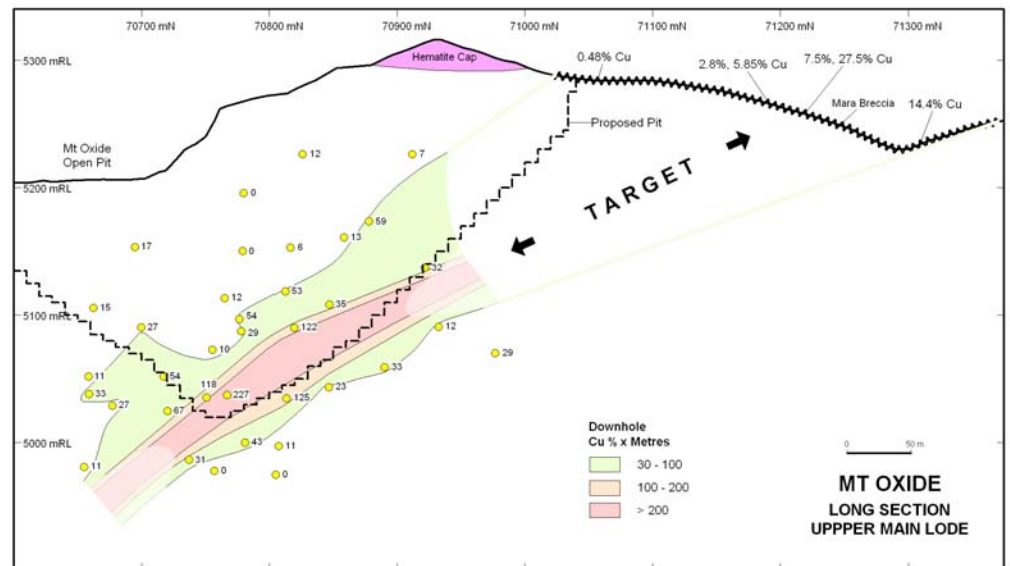 70700 mN
70800 mN
70900 mN
71000 mN
71100 mN
71200 mN
71300 mN
5300 mRL
Hematite Cap
0.48% Cu
2.8%, 5.85% Cu
7.5%, 27.5% Cu
Mara Breccia
14.4% Cu
Proposed Pit
Mt Oxide
Open Pit
12
7
TARGET
5200 mRL
0
59
13
17
0
6
32
53
12
35
15
5100 mRL
54
122
27
29
12
10
29
33
11
54
33
118
227
23
125
27
67
43
11
5000 mRL
31
11
0
0
Downhole
Cu % x Metres
30 - 100
100 - 200
> 200
0
50 m
MT OXIDE
LONG SECTION
UPPPER MAIN LODE